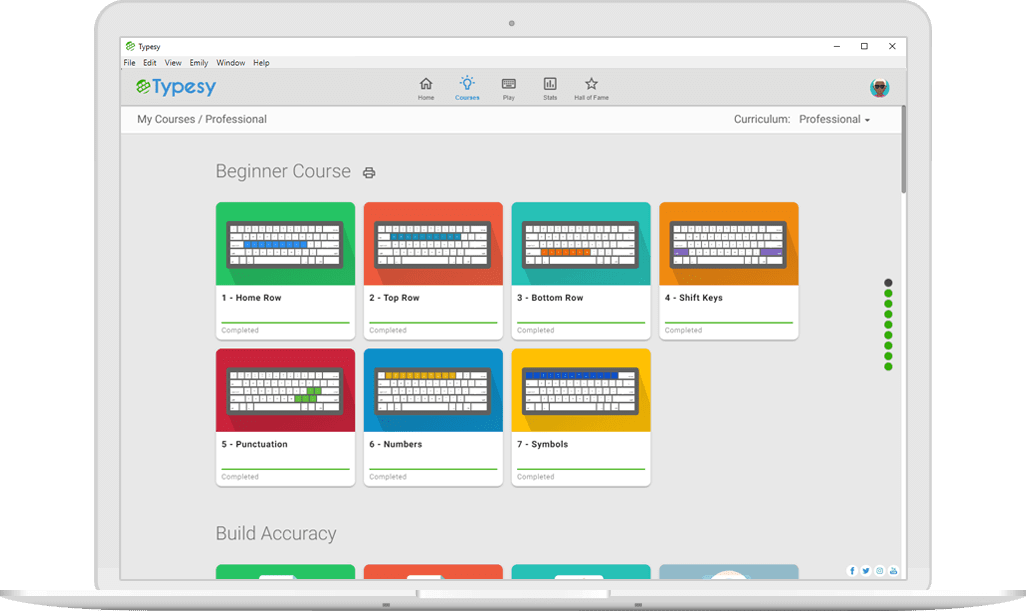 Typesy
File Edit View Emily Window Help
Typesy
Home Courses Play Stats Hall of Fame
My Courses / Professional
Curriculum: Professional
Beginner Course
1 - Home Row
2 - Top Row
3 - Bottom Row
4 - Shift Keys
Completed
Completed
Completed
Completed
5 - Punctuation
6 - Numbers
7 - Symbols
Completed
Completed
Completed
Build Accuracy